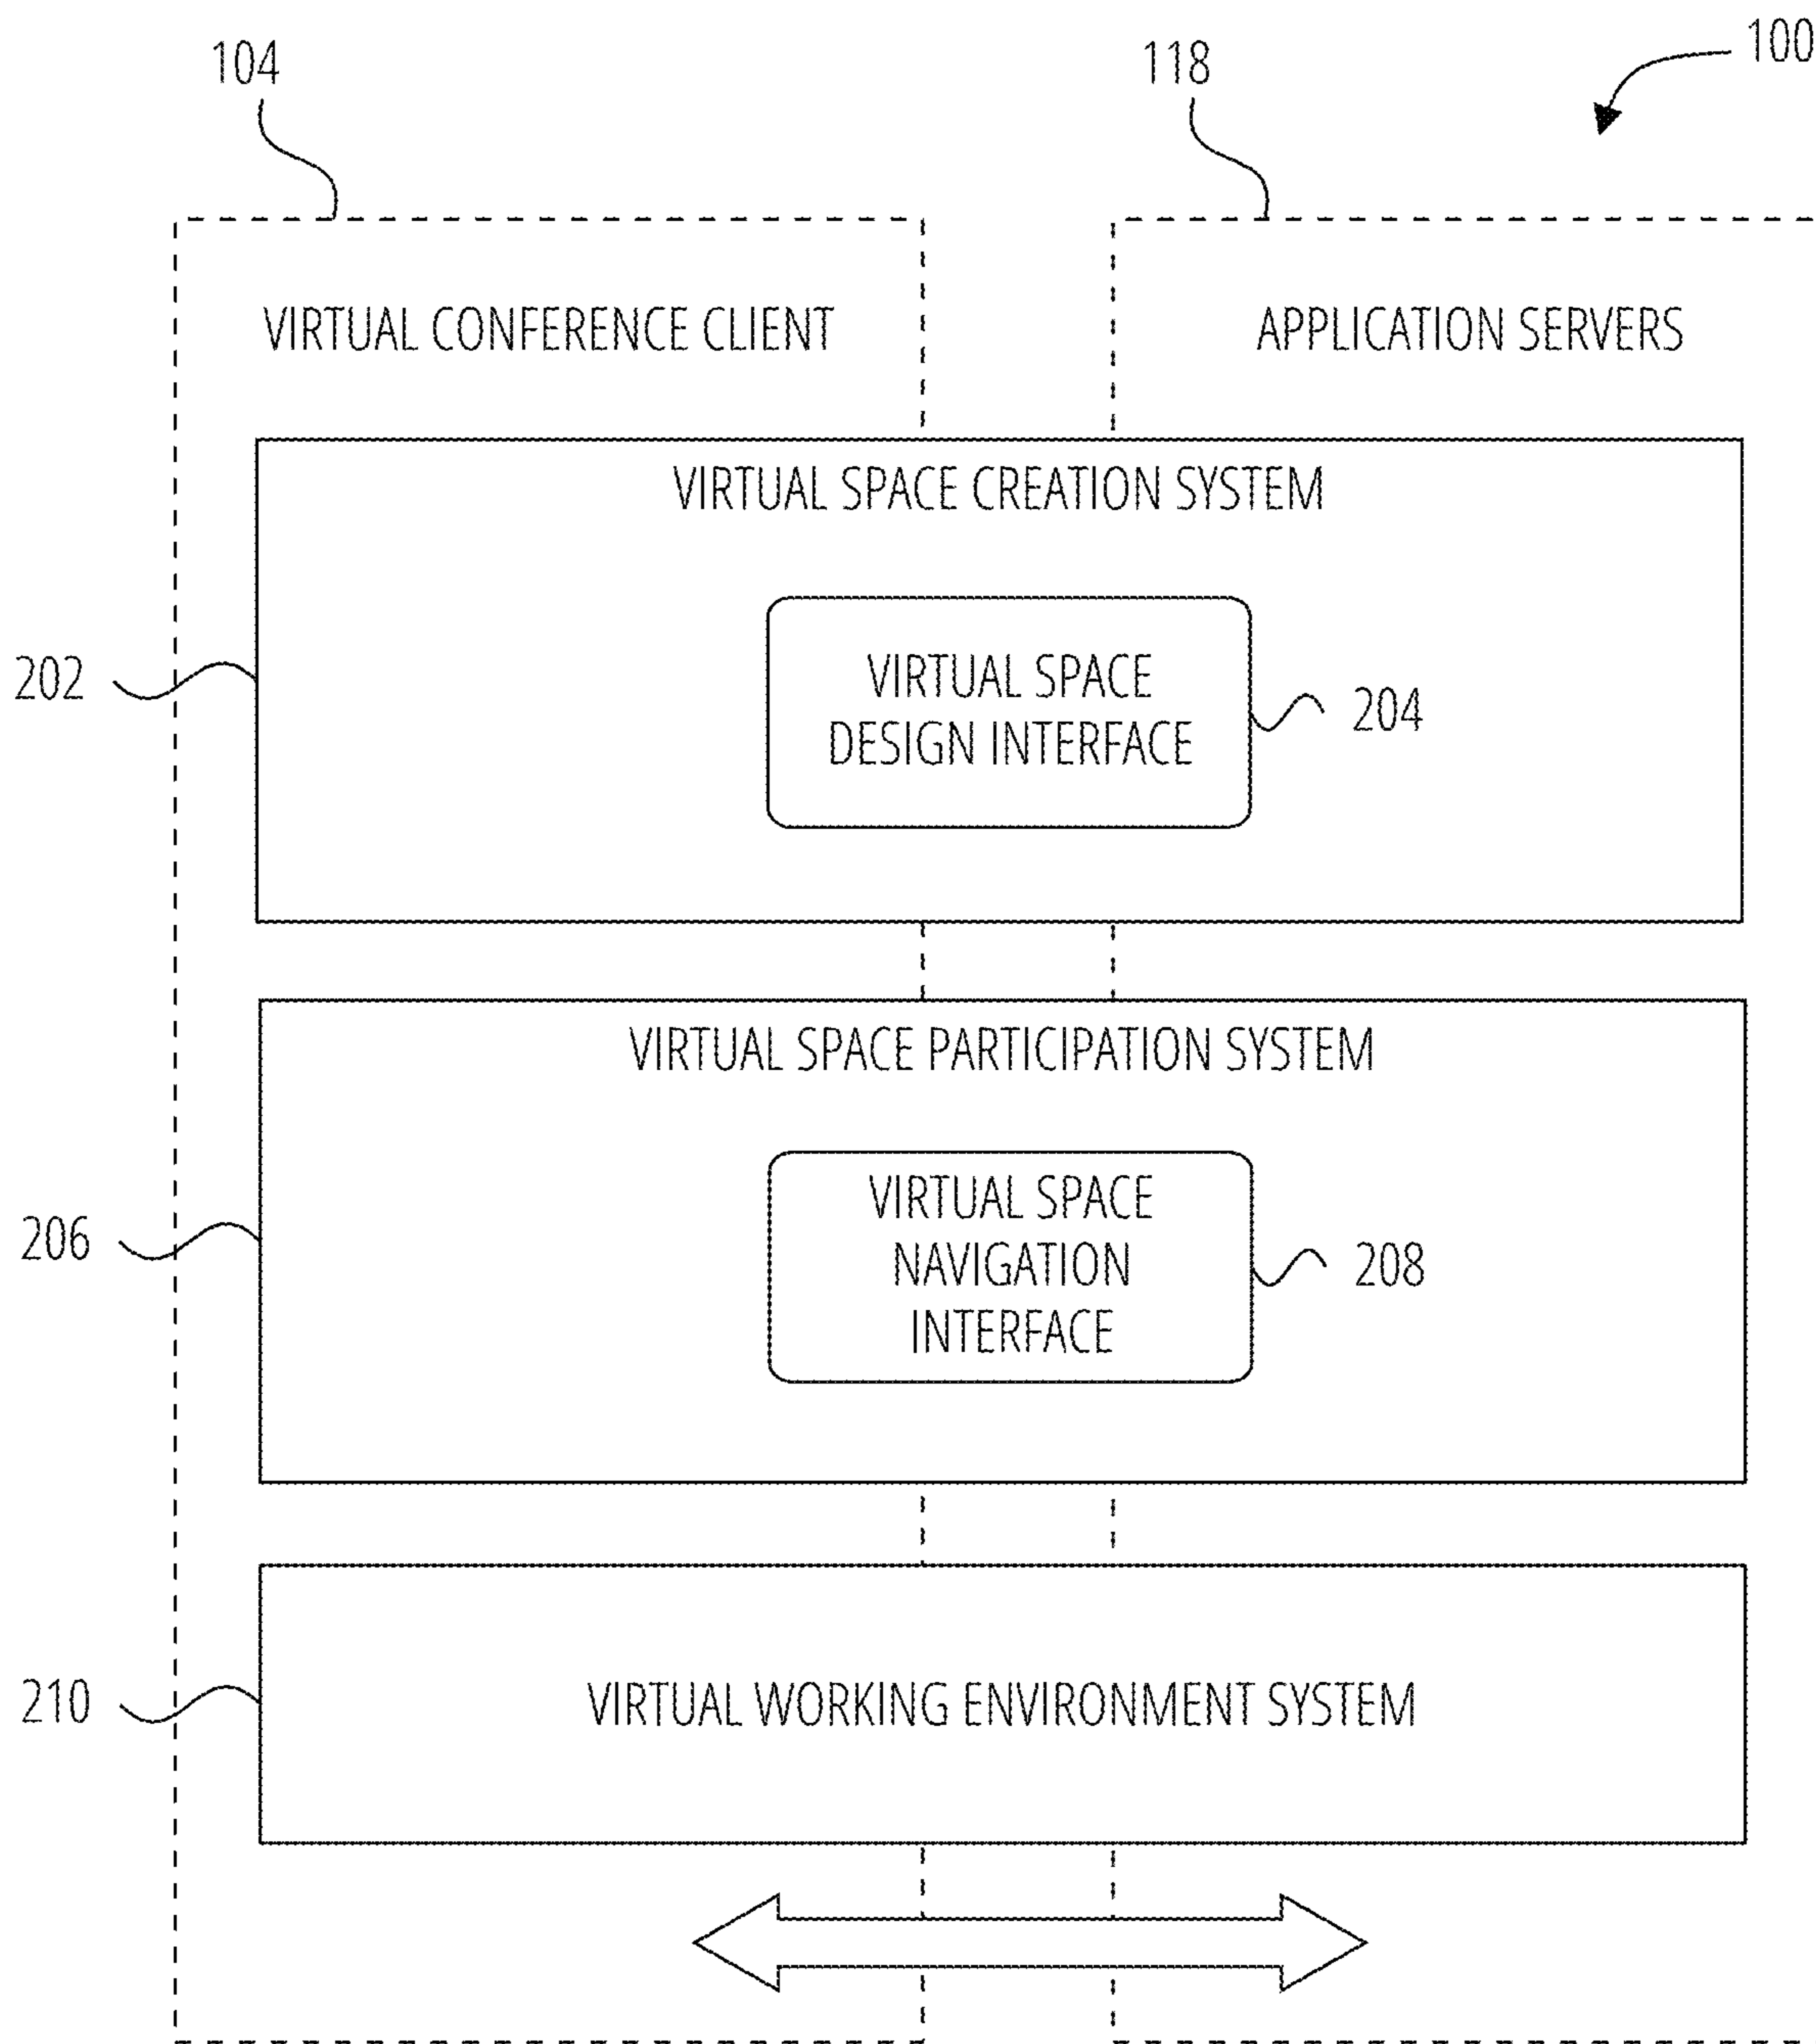 104
118
100
VIRTUAL CONFERENCE CLIENT
APPLICATION SERVERS
VIRTUAL SPACE CREATION SYSTEM
202
VIRTUAL SPACE
DESIGN INTERFACE
204
VIRTUAL SPACE PARTICIPATION SYSTEM
206
VIRTUAL SPACE
NAVIGATION
INTERFACE
208
210
VIRTUAL WORKING ENVIRONMENT SYSTEM